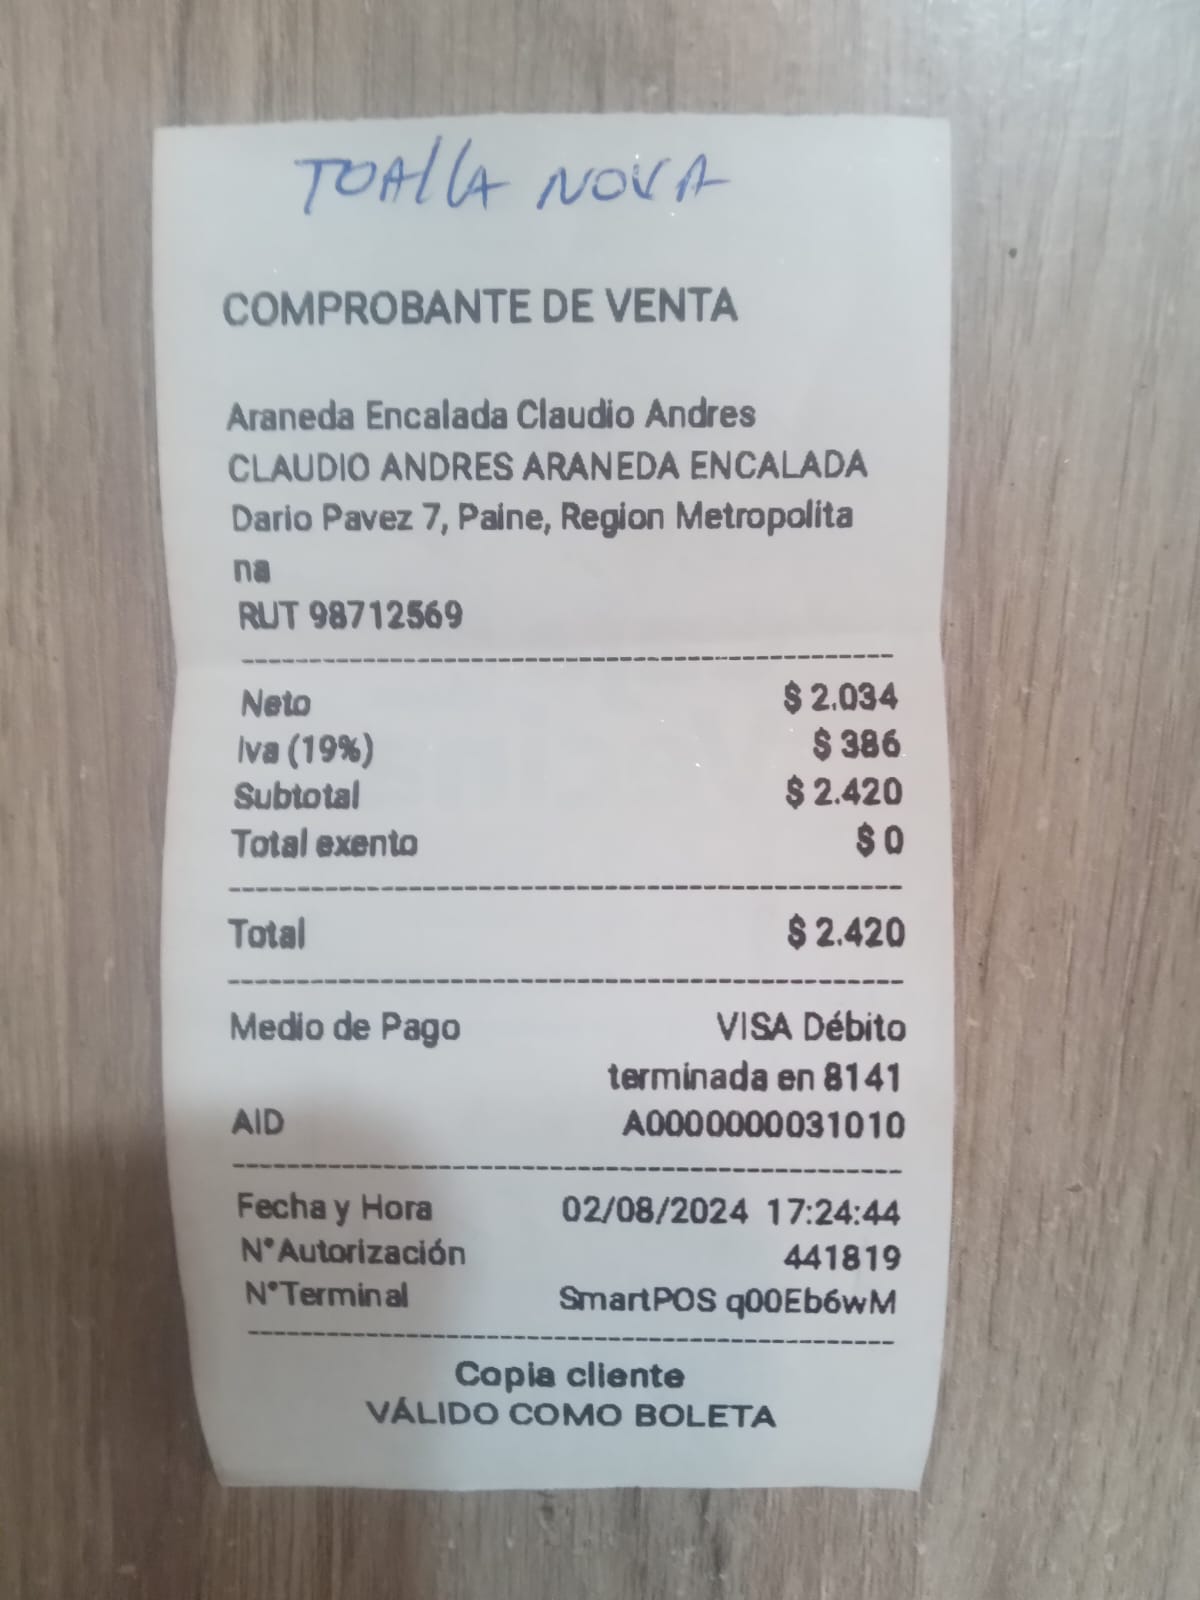 TOAllA NOVA
COMPROBANTE DE VENTA
Araneda Encalada Claudio Andres
CLAUDIO ANDRES ARANEDA ENCALADA
Dario Pavez 7, Paine, Region Metropolita
na
RUT 98712569
Neto $ 2.034
Iva (19%) $ 386
Subtotal $ 2.420
Total exento $ 0
Total $ 2.420
Medio de Pago VISA Débito
terminada en 8141
AID A0000000031010
Fecha y Hora 02/08/2024 17:24:44
N°Autorización 441819
N°Terminal SmartPOS q00Eb6wM
Copia cliente
VÁLIDO COMO BOLETA